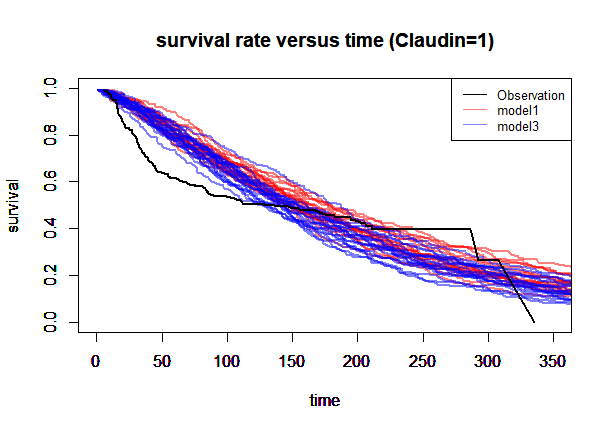 survival rate versus time (Claudin=1)
Observation
model1
model3
survival
1.0
0.8
0.6
0.4
0.2
0.0
0 50 100 150 200 250 300 350
time